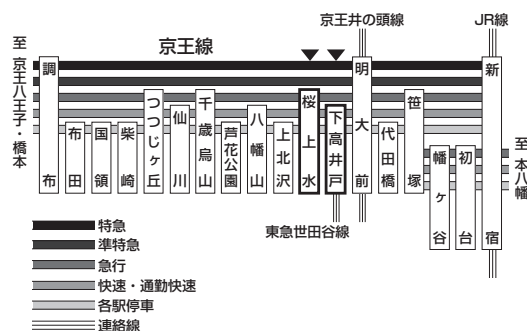 京王井の頭線
JR線
京王線
至 京王八王子・橋本
調布
布田
国領
柴崎
つつじヶ丘
仙川
千歳烏山
芦花公園
八幡山
上北沢
桜上水
下高井戸
明大前
代田橋
笹塚
幡ヶ谷
初台
新宿
至 本八幡
東急世田谷線
特急
準特急
急行
快速・通勤快速
各駅停車
連絡線